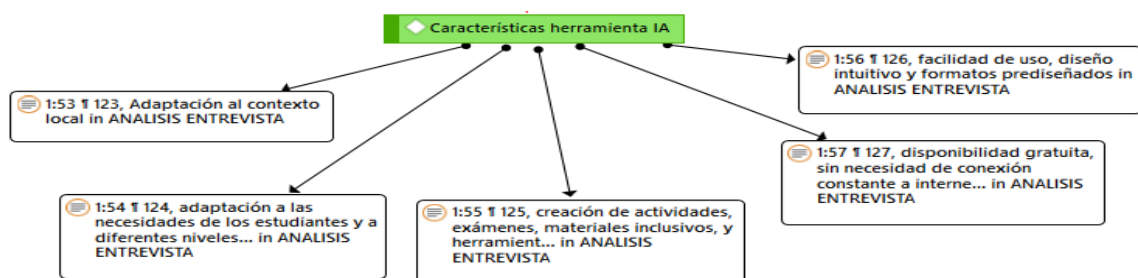 Características herramienta IA
1:56 ¶ 126, facilidad de uso, diseño
intuitivo y formatos prediseñados in
ANALISIS ENTREVISTA
1:53 ¶ 123, Adaptación al contexto
local in ANALISIS ENTREVISTA
1:57 ¶ 127, disponibilidad gratuita,
sin necesidad de conexión
constante a interne... in ANALISIS
ENTREVISTA
1:54 ¶ 124, adaptación a las
necesidades de los estudiantes y a
diferentes niveles... in ANALISIS
ENTREVISTA
1:55 ¶ 125, creación de actividades,
exámenes, materiales inclusivos, y
herramient... in ANALISIS
ENTREVISTA